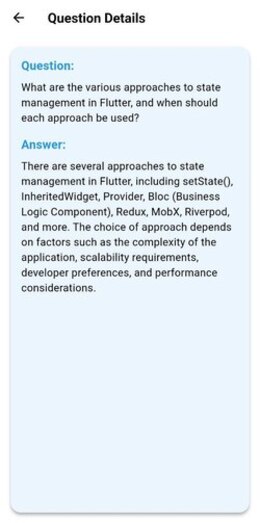 Question Details
Question:
What are the various approaches to state
management in Flutter, and when should
each approach be used?
Answer:
There are several approaches to state
management in Flutter, including setState(),
InheritedWidget, Provider, Bloc (Business
Logic Component), Redux, MobX, Riverpod,
and more. The choice of approach depends
on factors such as the complexity of the
application, scalability requirements,
developer preferences, and performance
considerations.